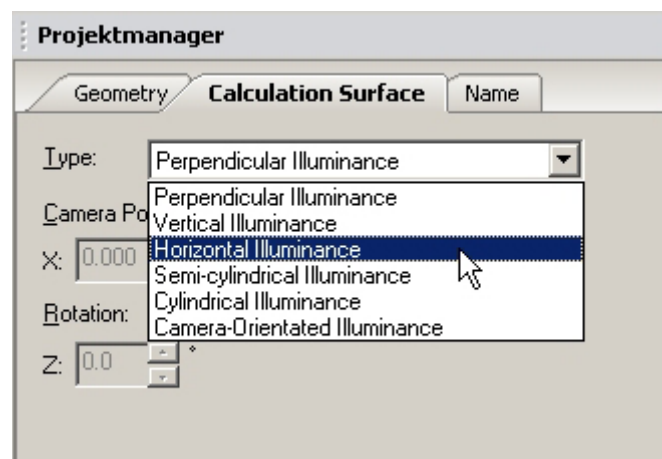 Projektmanager
Geometry Calculation Surface Name
Type: Perpendicular Illuminance
Perpendicular Illuminance
Camera Po
Vertical Illuminance
Horizontal Illuminance
X: 0.000
Semi-cylindrical Illuminance
Cylindrical Illuminance
Rotation:
Camera-Orientated Illuminance
Z: 0.0 °